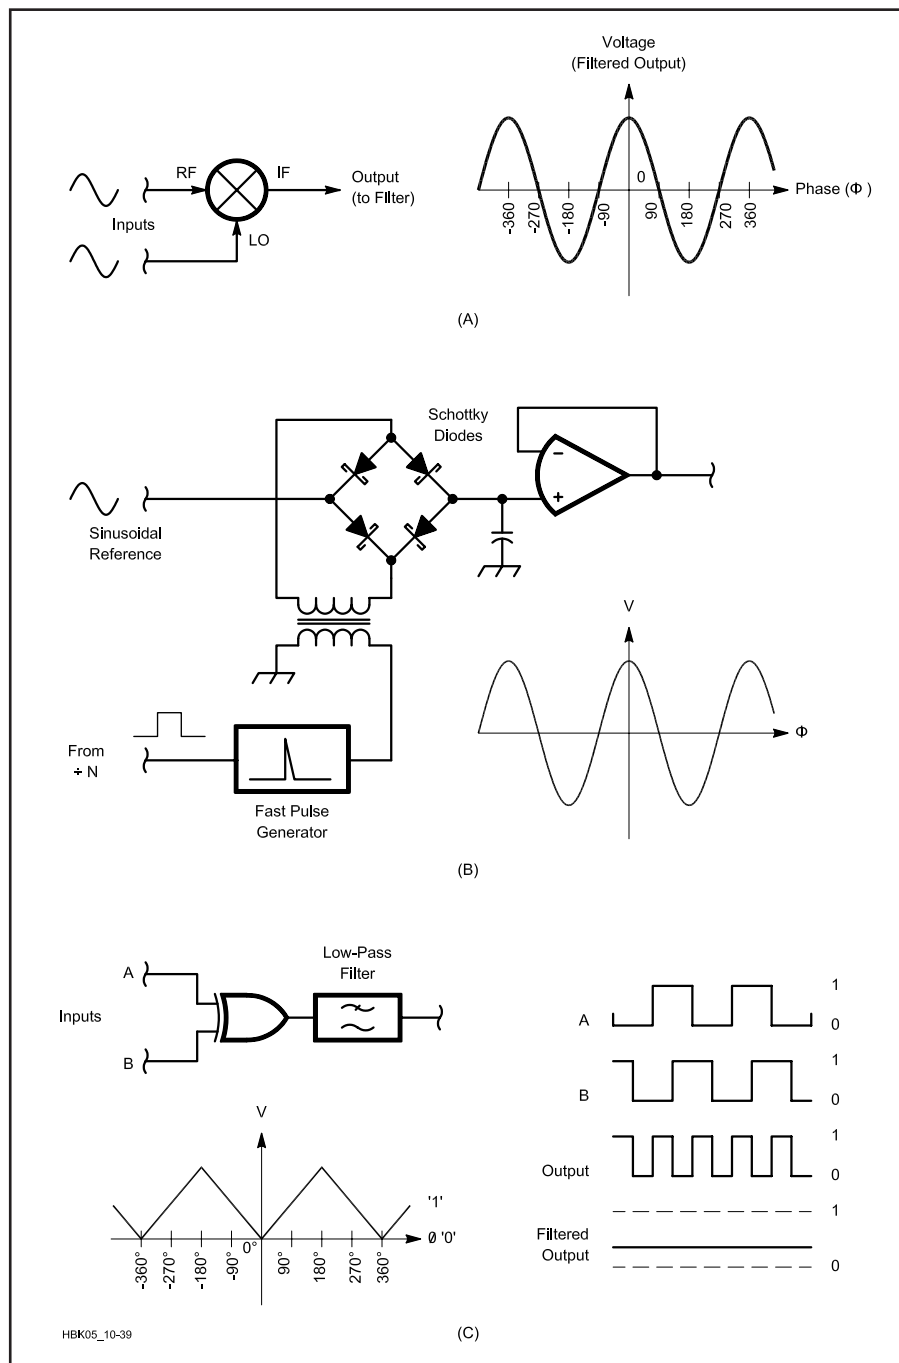 Voltage
(Filtered Output)
RF
IF
Output
(to Filter)
Inputs
LO
0
Phase (Φ )
-360
-270
-180
-90
90
180
270
360
(A)
Schottky
Diodes
−
+
Sinusoidal
Reference
V
Φ
From
÷ N
Fast Pulse
Generator
(B)
Low-Pass
Filter
A
Inputs
B
1
A
0
1
B
0
1
Output
0
1
Filtered
Output
0
V
'1'
Ø '0'
0°
-360°
-270°
-180°
-90°
90°
180°
270°
360°
HBK05_10-39
(C)